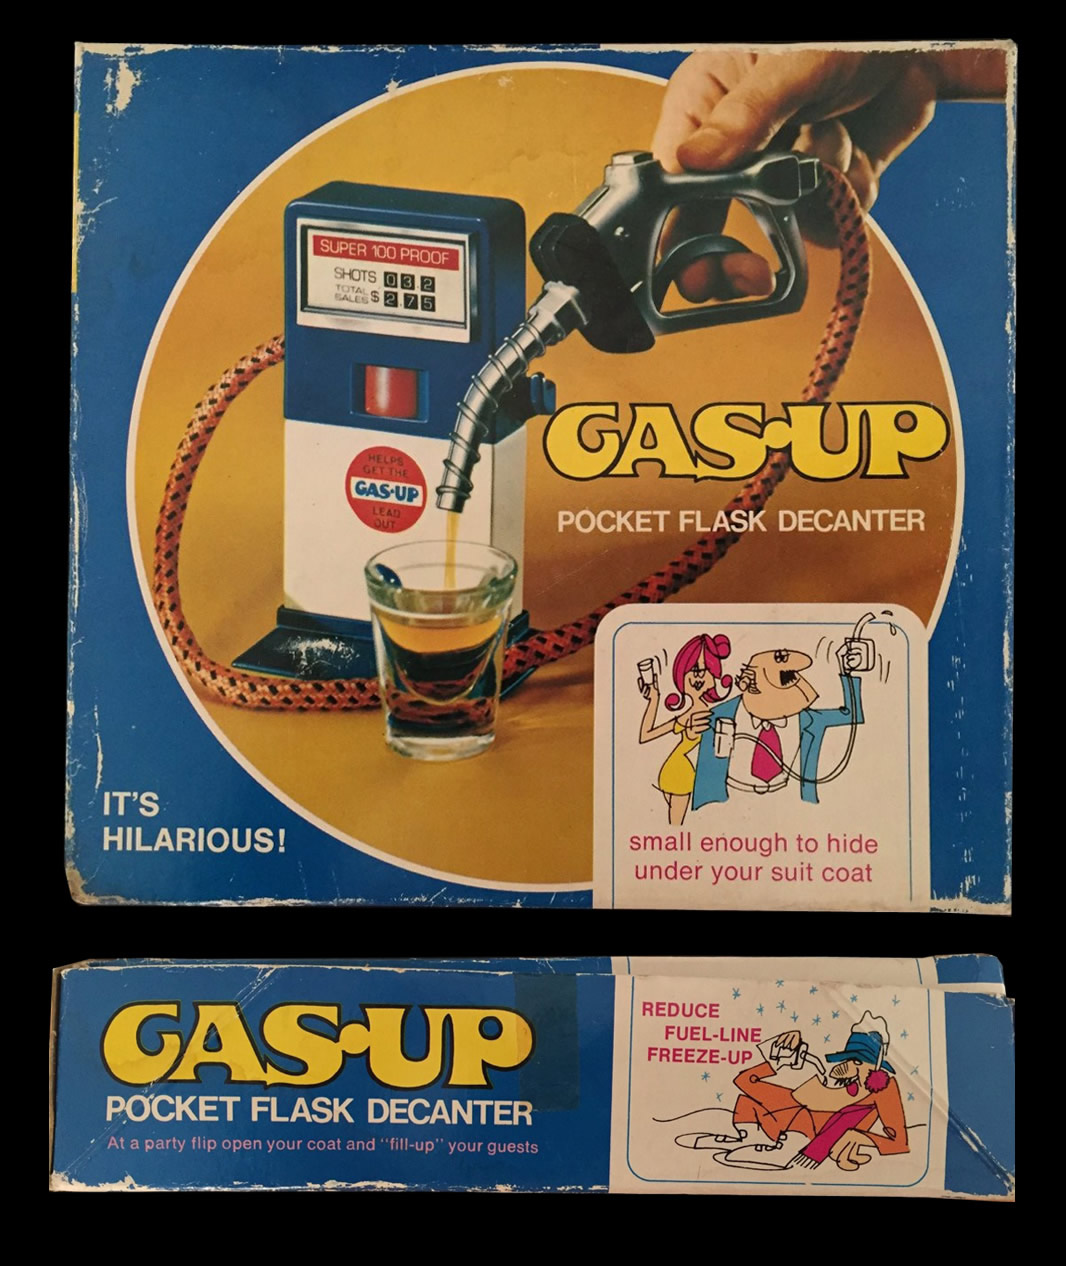 SUPER 100 PROOF
SHOTS 03.2
TOTAL SALES $ 2 75
HELPS
GET THE
GAS•UP
LEAD
OUT
GAS•UP
POCKET FLASK DECANTER
IT'S
HILARIOUS!
small enough to hide
under your suit coat
GAS•UP
POCKET FLASK DECANTER
At a party flip open your coat and "fill-up" your guests
REDUCE
FUEL-LINE
FREEZE-UP